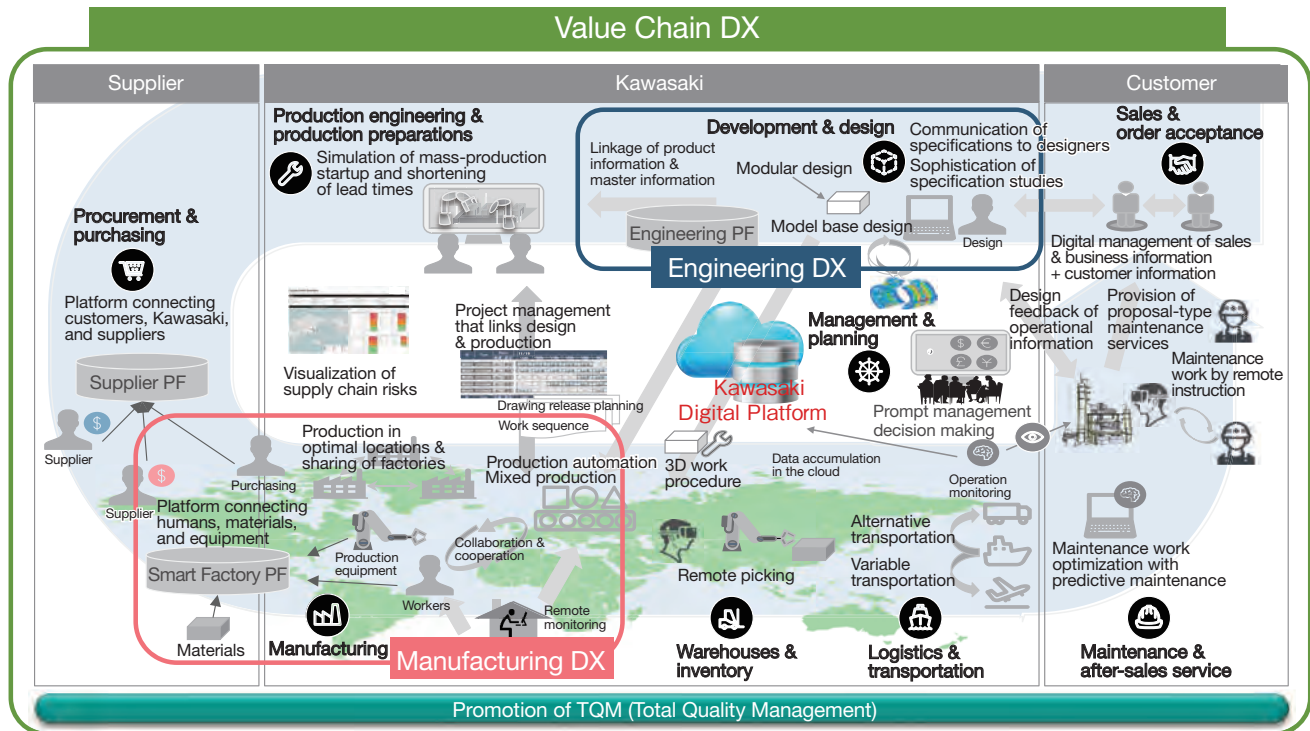 Value Chain DX
Supplier
Kawasaki
Customer
Procurement &
purchasing
Platform connecting
customers, Kawasaki,
and suppliers
Supplier PF
Supplier
$
Supplier
$
Purchasing
Production engineering &
production preparations
Simulation of mass-production
startup and shortening
of lead times
Visualization of
supply chain risks
Project management
that links design
& production
Drawing release planning
Work sequence
Development & design
Linkage of product
information &
master information
Modular design
Communication of
specifications to designers
Sophistication of
specification studies
Engineering PF
Model base design
Design
Engineering DX
Sales &
order acceptance
Digital management of sales
& business information
+ customer information
Management &
planning
$ €
£ ¥
Prompt management
decision making
Kawasaki
Digital Platform
Data accumulation
in the cloud
Operation
monitoring
Design
feedback of
operational
information
Provision of
proposal-type
maintenance
services
Maintenance
work by remote
instruction
Platform connecting
humans, materials,
and equipment
Smart Factory PF
Materials
Production in
optimal locations &
sharing of factories
Production automation
Mixed production
Production
equipment
Collaboration &
cooperation
Workers
Remote
monitoring
Manufacturing
Manufacturing DX
3D work
procedure
Remote picking
Warehouses &
inventory
Alternative
transportation
Variable
transportation
Logistics &
transportation
Maintenance work
optimization with
predictive maintenance
Maintenance &
after-sales service
Promotion of TQM (Total Quality Management)